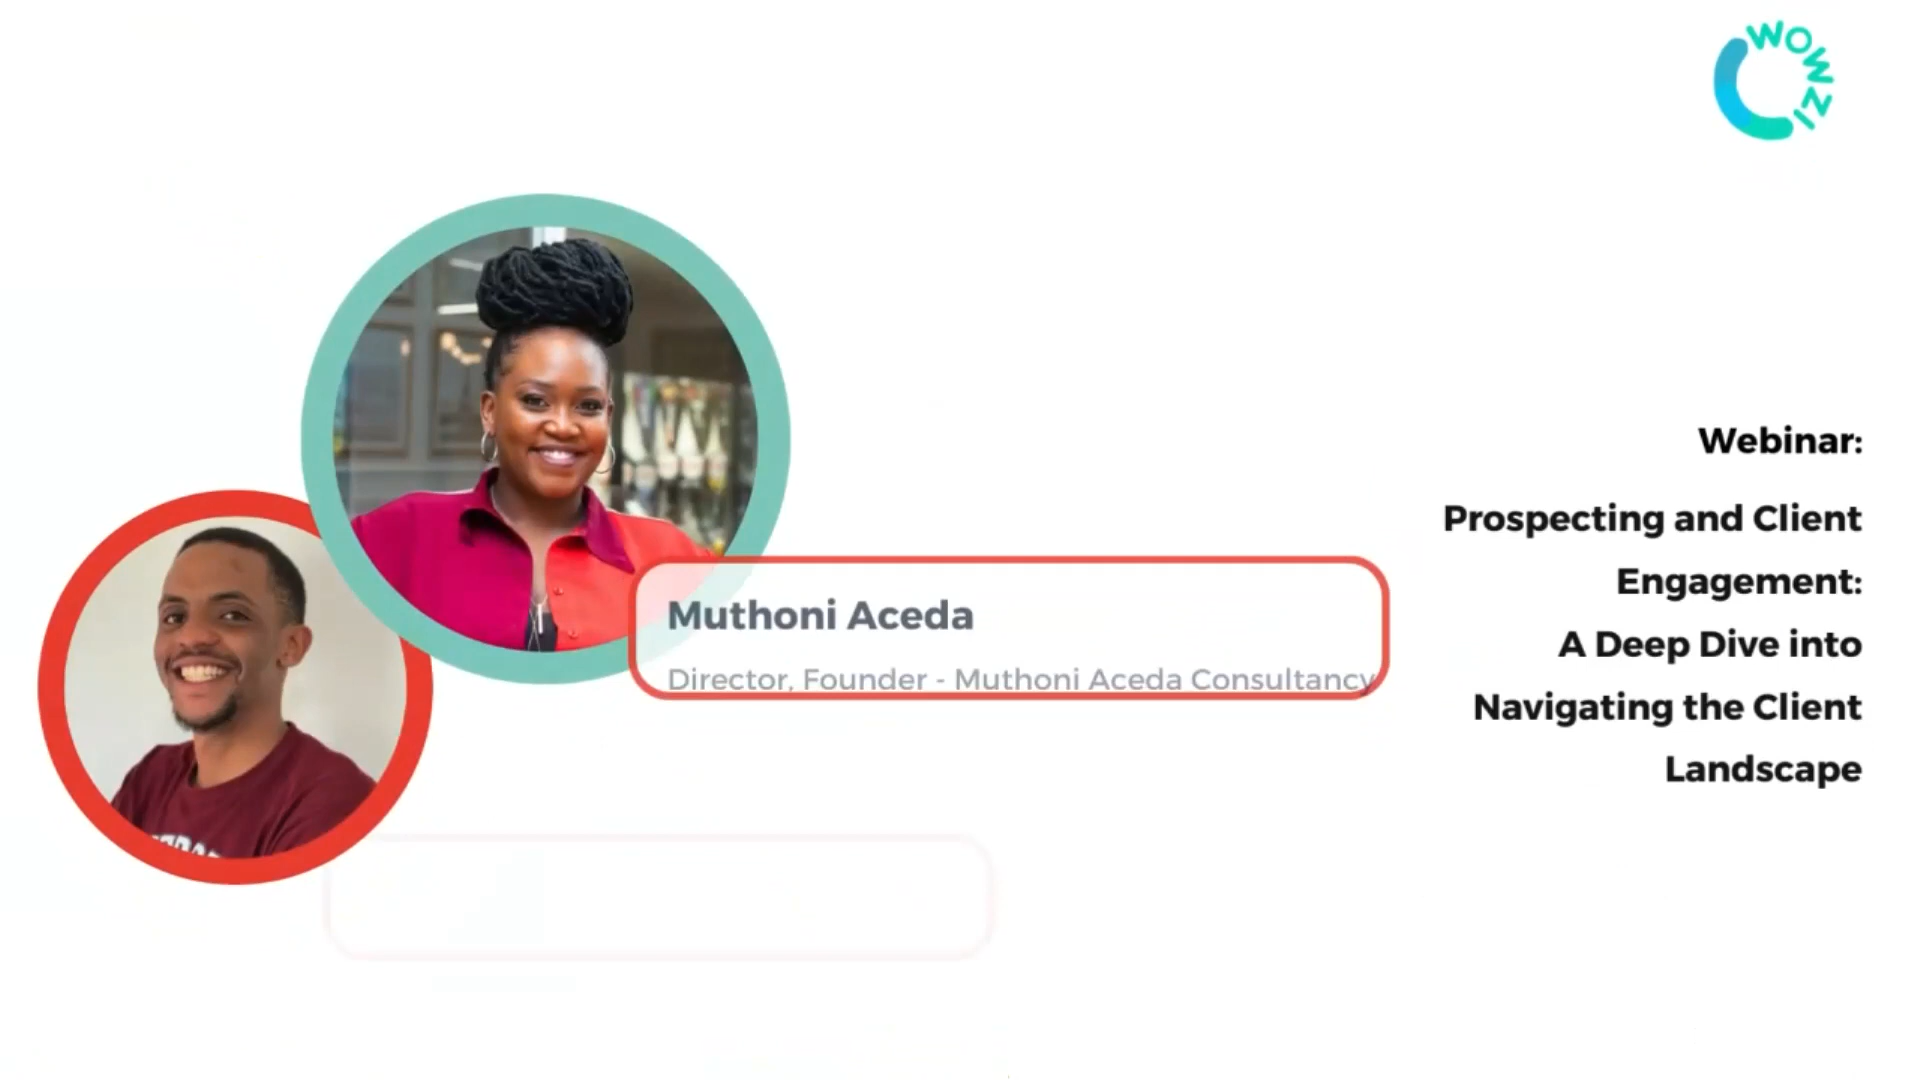 WOWZI
Muthoni Aceda
Director, Founder - Muthoni Aceda Consultancy
Webinar:
Prospecting and Client
Engagement:
A Deep Dive into
Navigating the Client
Landscape